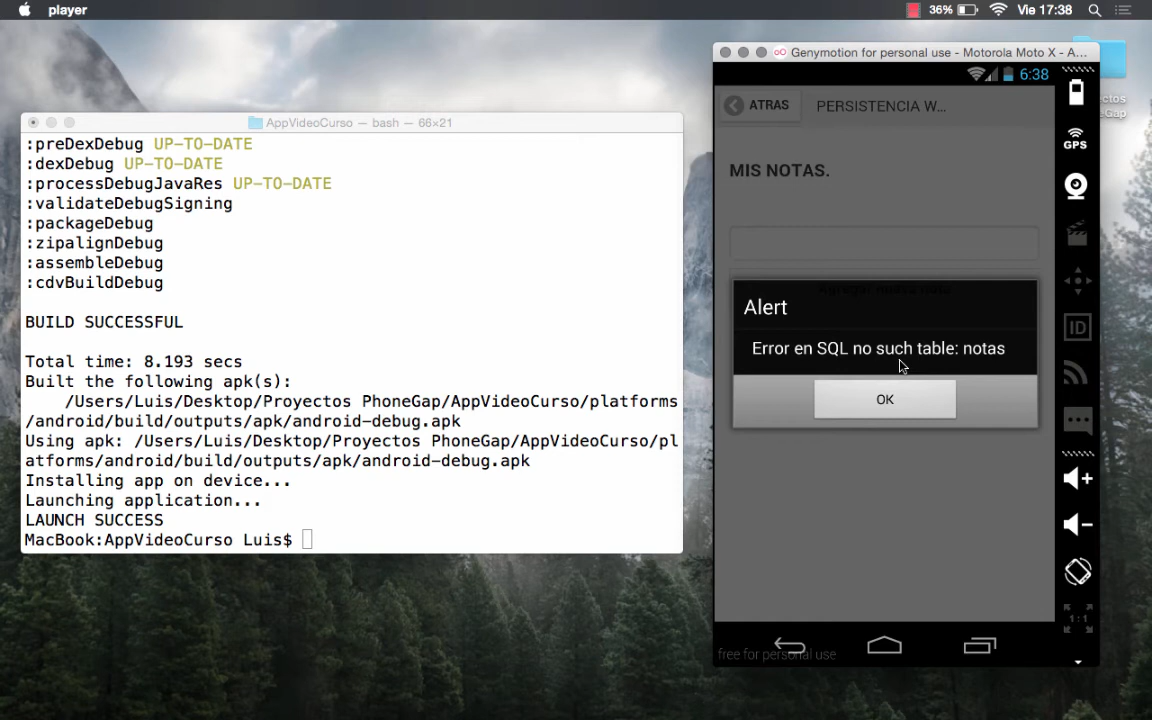 player
36%
Vie 17:38
AppVideoCurso — bash — 66×21
:preDexDebug UP-TO-DATE
:dexDebug UP-TO-DATE
:processDebugJavaRes UP-TO-DATE
:validateDebugSigning
:packageDebug
:zipalignDebug
:assembleDebug
:cdvBuildDebug
BUILD SUCCESSFUL
Total time: 8.193 secs
Built the following apk(s):
/Users/Luis/Desktop/Proyectos PhoneGap/AppVideoCurso/platforms
/android/build/outputs/apk/android-debug.apk
Using apk: /Users/Luis/Desktop/Proyectos PhoneGap/AppVideoCurso/pl
atforms/android/build/outputs/apk/android-debug.apk
Installing app on device...
Launching application...
LAUNCH SUCCESS
MacBook:AppVideoCurso Luis$
Genymotion for personal use - Motorola Moto X - A...
6:38
ATRAS
PERSISTENCIA W...
MIS NOTAS.
Agregar nueva nota
Alert
Error en SQL no such table: notas
OK
free for personal use
GPS
ID
1:1